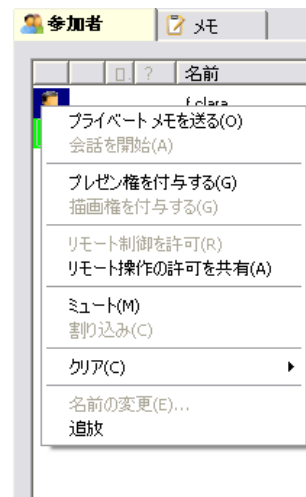 参加者 メモ
? 名前
f clara
プライベート メモを送る(O)
会話を開始(A)
プレゼン権を付与する(G)
描画権を付与する(G)
リモート制御を許可(R)
リモート操作の許可を共有(A)
ミュート(M)
割り込み(C)
クリア(C)
名前の変更(E)...
追放